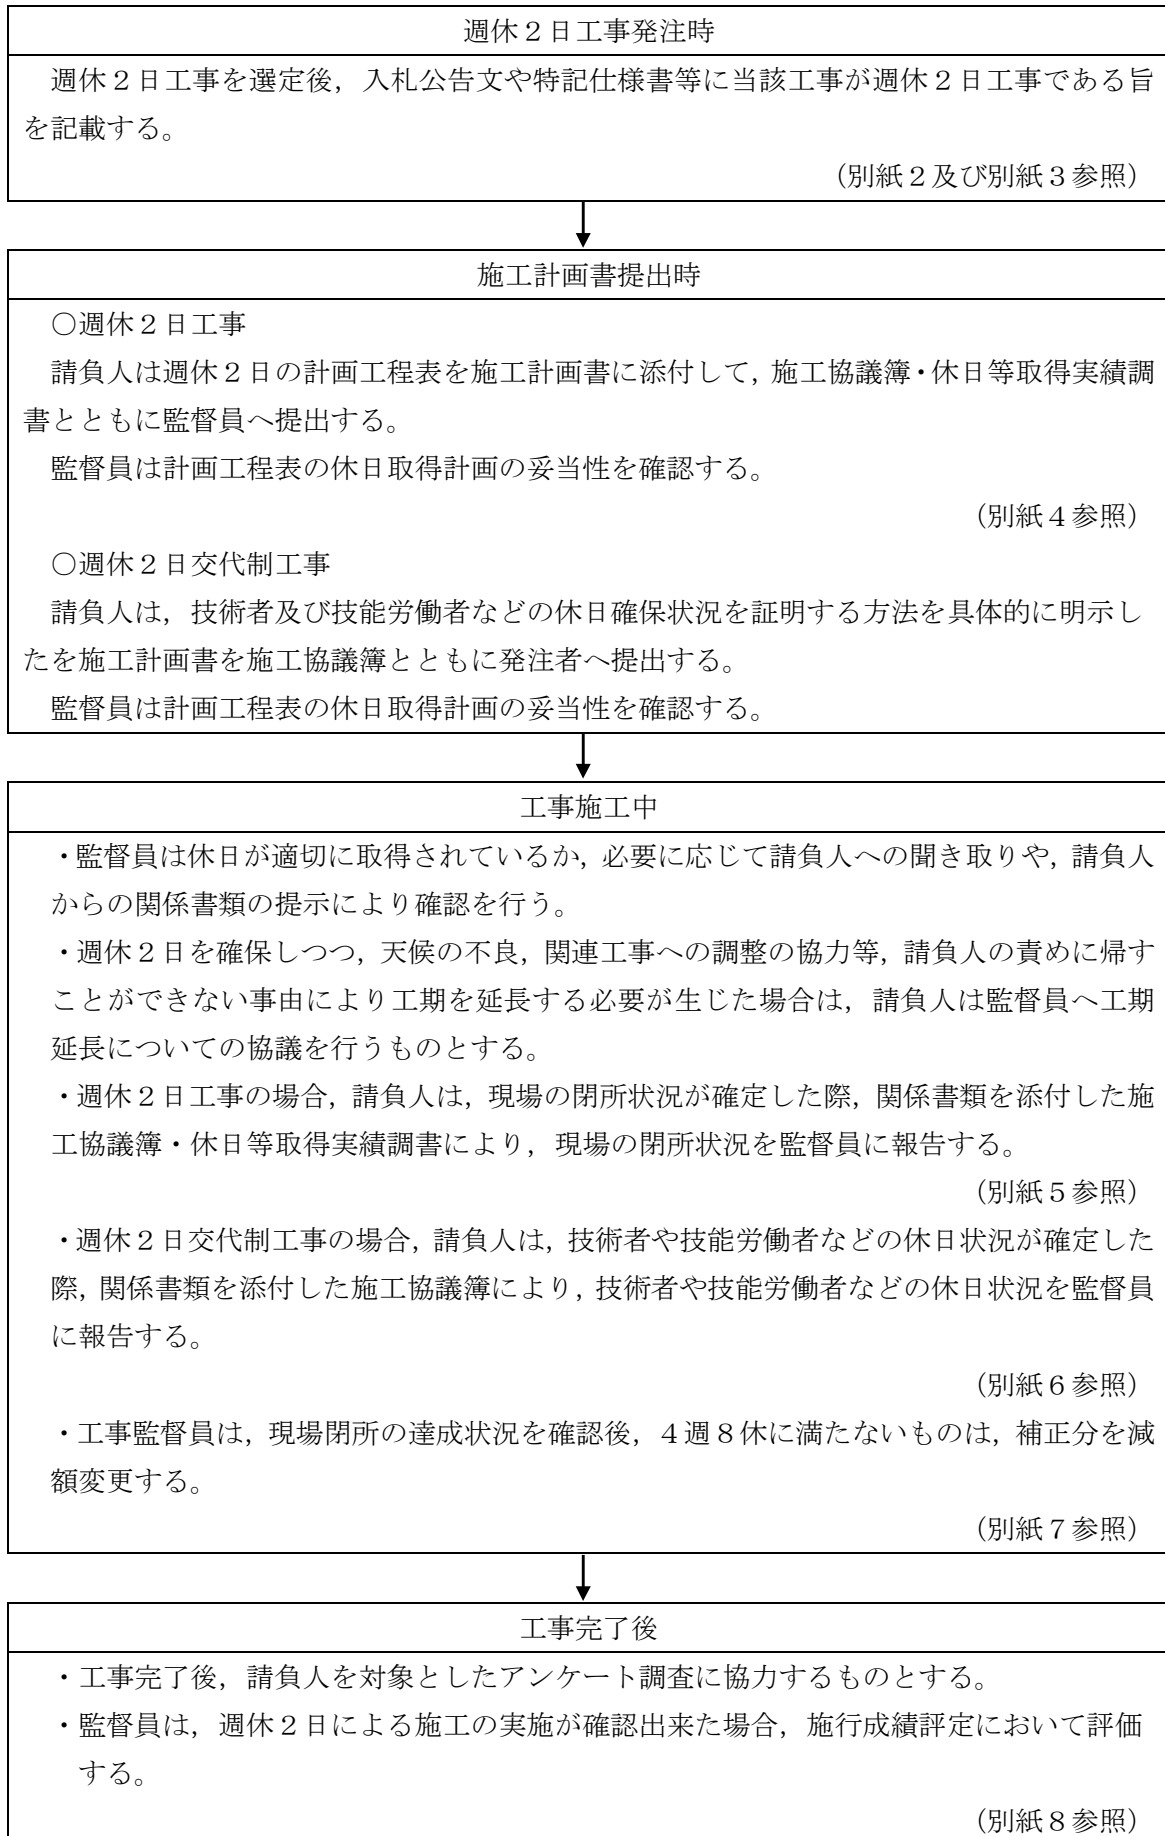 週休２日工事発注時
週休２日工事を選定後，入札公告文や特記仕様書等に当該工事が週休２日工事である旨
を記載する。
（別紙２及び別紙３参照）
施工計画書提出時
○週休２日工事
請負人は週休２日の計画工程表を施工計画書に添付して，施工協議簿・休日等取得実績調
書とともに監督員へ提出する。
監督員は計画工程表の休日取得計画の妥当性を確認する。
（別紙４参照）
○週休２日交代制工事
請負人は，技術者及び技能労働者などの休日確保状況を証明する方法を具体的に明示し
たを施工計画書を施工協議簿とともに発注者へ提出する。
監督員は計画工程表の休日取得計画の妥当性を確認する。
工事施工中
・監督員は休日が適切に取得されているか，必要に応じて請負人への聞き取りや，請負人
からの関係書類の提示により確認を行う。
・週休２日を確保しつつ，天候の不良，関連工事への調整の協力等，請負人の責めに帰す
ことができない事由により工期を延長する必要が生じた場合は，請負人は監督員へ工期
延長についての協議を行うものとする。
・週休２日工事の場合，請負人は，現場の閉所状況が確定した際，関係書類を添付した施
工協議簿・休日等取得実績調書により，現場の閉所状況を監督員に報告する。
（別紙５参照）
・週休２日交代制工事の場合，請負人は，技術者や技能労働者などの休日状況が確定した
際，関係書類を添付した施工協議簿により，技術者や技能労働者などの休日状況を監督員
に報告する。
（別紙６参照）
・工事監督員は，現場閉所の達成状況を確認後，４週８休に満たないものは，補正分を減
額変更する。
（別紙７参照）
工事完了後
・工事完了後，請負人を対象としたアンケート調査に協力するものとする。
・監督員は，週休２日による施工の実施が確認出来た場合，施行成績評定において評価
する。
（別紙８参照）